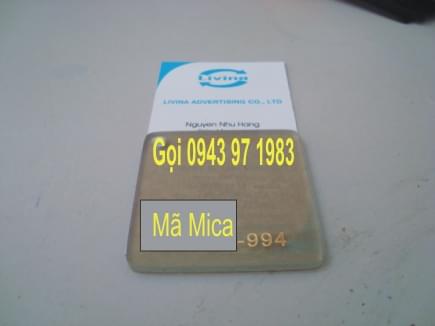 Livina
LIVINA ADVERTISING CO., LTD
Nguyen Nhu Hang
Gọi 0943 97 1983
Mã Mica
-994